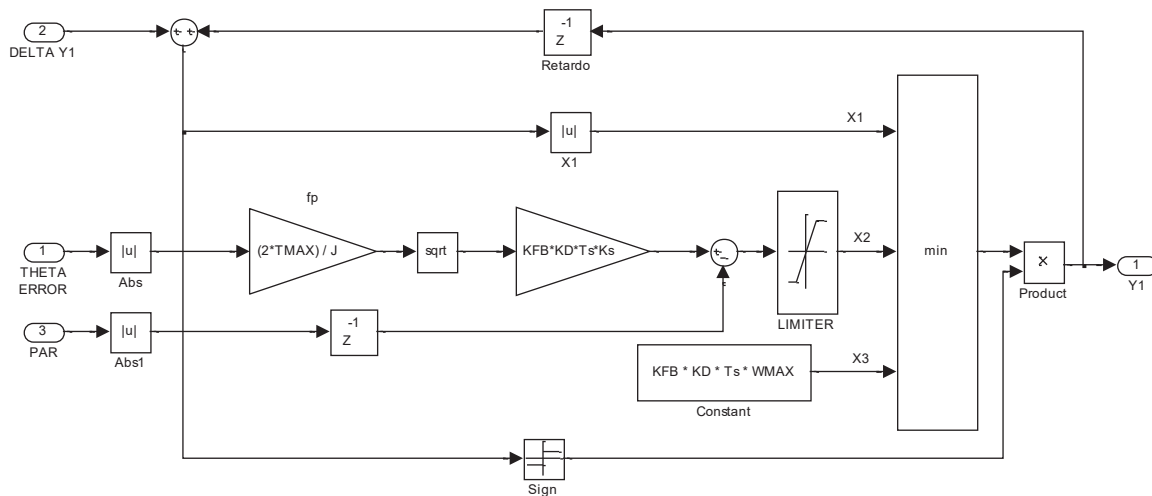 2
DELTA Y1
+ +
-1
Z
Retardo
|u|
X1
X1
fp
1
THETA
ERROR
|u|
Abs
(2*TMAX) / J
sqrt
KFB*KD*Ts*Ks
+
-
LIMITER
X2
min
×
Product
1
Y1
3
PAR
|u|
Abs1
-1
Z
KFB * KD * Ts * WMAX
Constant
X3
Sign